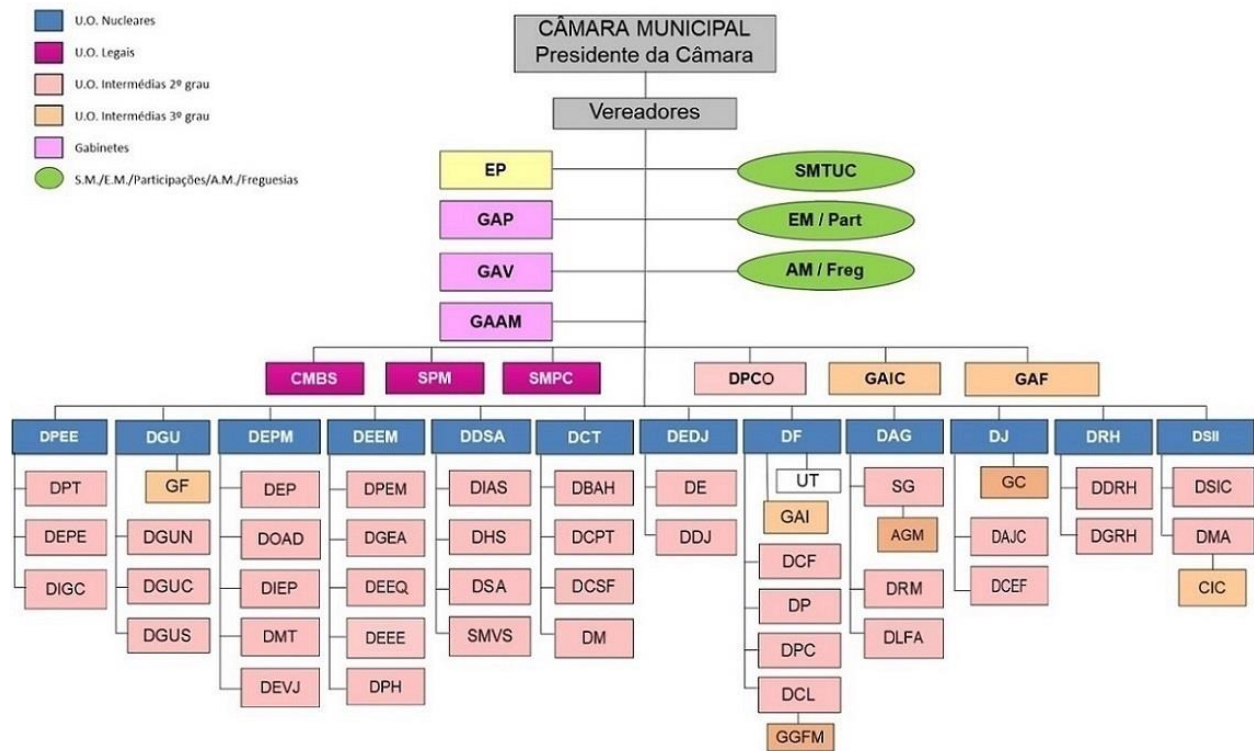 U.O. Nucleares
U.O. Legais
U.O. Intermédias 2º grau
U.O. Intermédias 3º grau
Gabinetes
S.M./E.M./Participações/A.M./Freguesias
CÂMARA MUNICIPAL
Presidente da Câmara
Vereadores
EP
SMTUC
GAP
EM / Part
GAV
AM / Freg
GAAM
CMBS
SPM
SMPC
DPCO
GAIC
GAF
DPEE
DGU
DEPM
DEEM
DDSA
DCT
DEDJ
DF
DAG
DJ
DRH
DSII
DPT
DEPE
DIGC
GF
DGUN
DGUC
DGUS
DEP
DOAD
DIEP
DMT
DEVJ
DPEM
DGEA
DEEQ
DEEE
DPH
DIAS
DHS
DSA
SMVS
DBAH
DCPT
DCSF
DM
DE
DDJ
UT
GAI
DCF
DP
DPC
DCL
GGFM
SG
AGM
DRM
DLFA
GC
DAJC
DCEF
DDRH
DGRH
DSIC
DMA
CIC